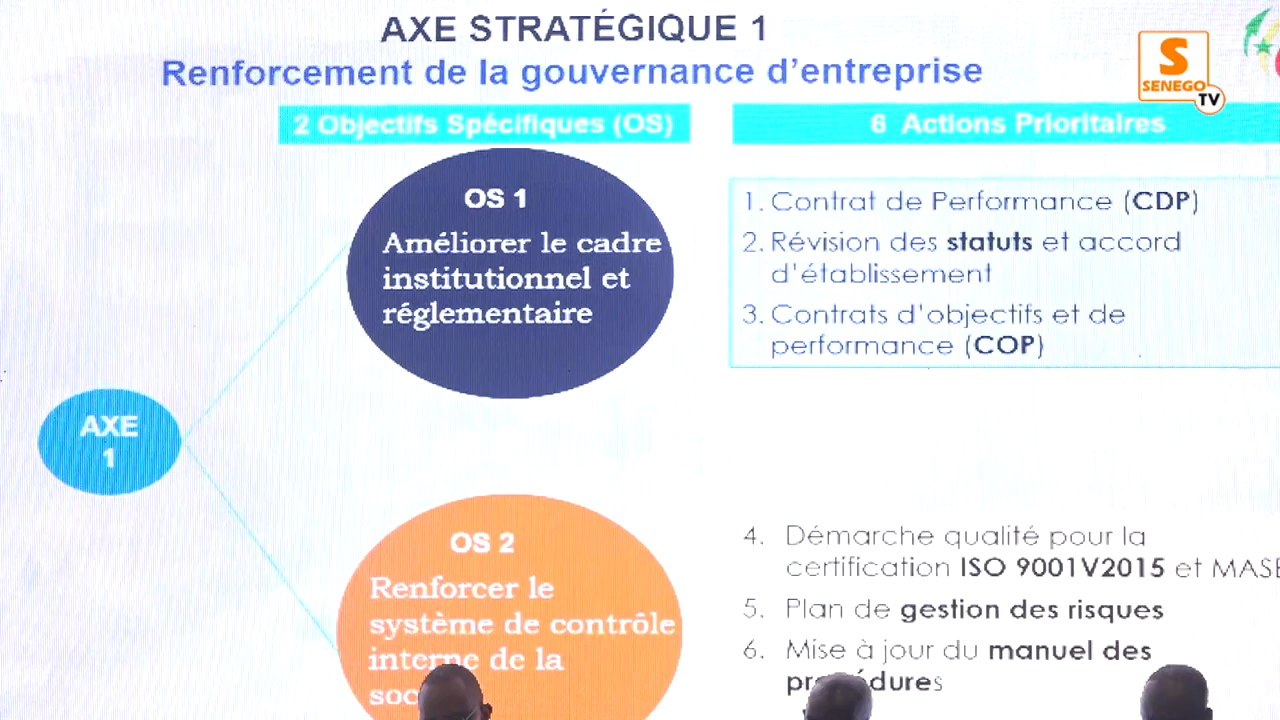 AXE STRATÉGIQUE 1
Renforcement de la gouvernance d'entreprise
S
SENEGO
TV
2 Objectifs Spécifiques (OS)
6 Actions Prioritaires
OS 1
Améliorer le cadre
institutionnel et
réglementaire
1. Contrat de Performance (CDP)
2. Révision des statuts et accord
d'établissement
3. Contrats d'objectifs et de
performance (COP)
AXE
1
OS 2
Renforcer le
système de contrôle
interne de la
4. Démarche qualité pour la
certification ISO 9001V2015 et MASE
5. Plan de gestion des risques
6. Mise à jour du manuel des